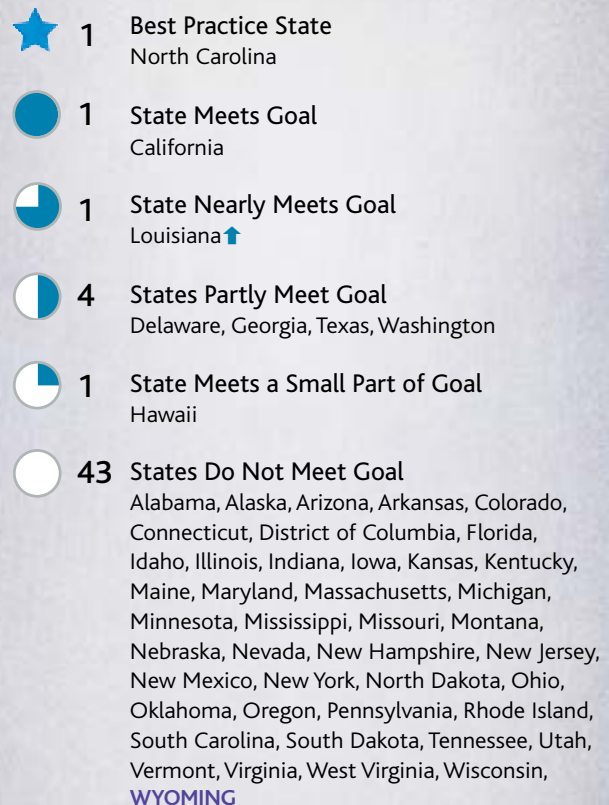 1 Best Practice State
North Carolina
1 State Meets Goal
California
1 State Nearly Meets Goal
Louisiana
4 States Partly Meet Goal
Delaware, Georgia, Texas, Washington
1 State Meets a Small Part of Goal
Hawaii
43 States Do Not Meet Goal
Alabama, Alaska, Arizona, Arkansas, Colorado,
Connecticut, District of Columbia, Florida,
Idaho, Illinois, Indiana, Iowa, Kansas, Kentucky,
Maine, Maryland, Massachusetts, Michigan,
Minnesota, Mississippi, Missouri, Montana,
Nebraska, Nevada, New Hampshire, New Jersey,
New Mexico, New York, North Dakota, Ohio,
Oklahoma, Oregon, Pennsylvania, Rhode Island,
South Carolina, South Dakota, Tennessee, Utah,
Vermont, Virginia, West Virginia, Wisconsin,
WYOMING